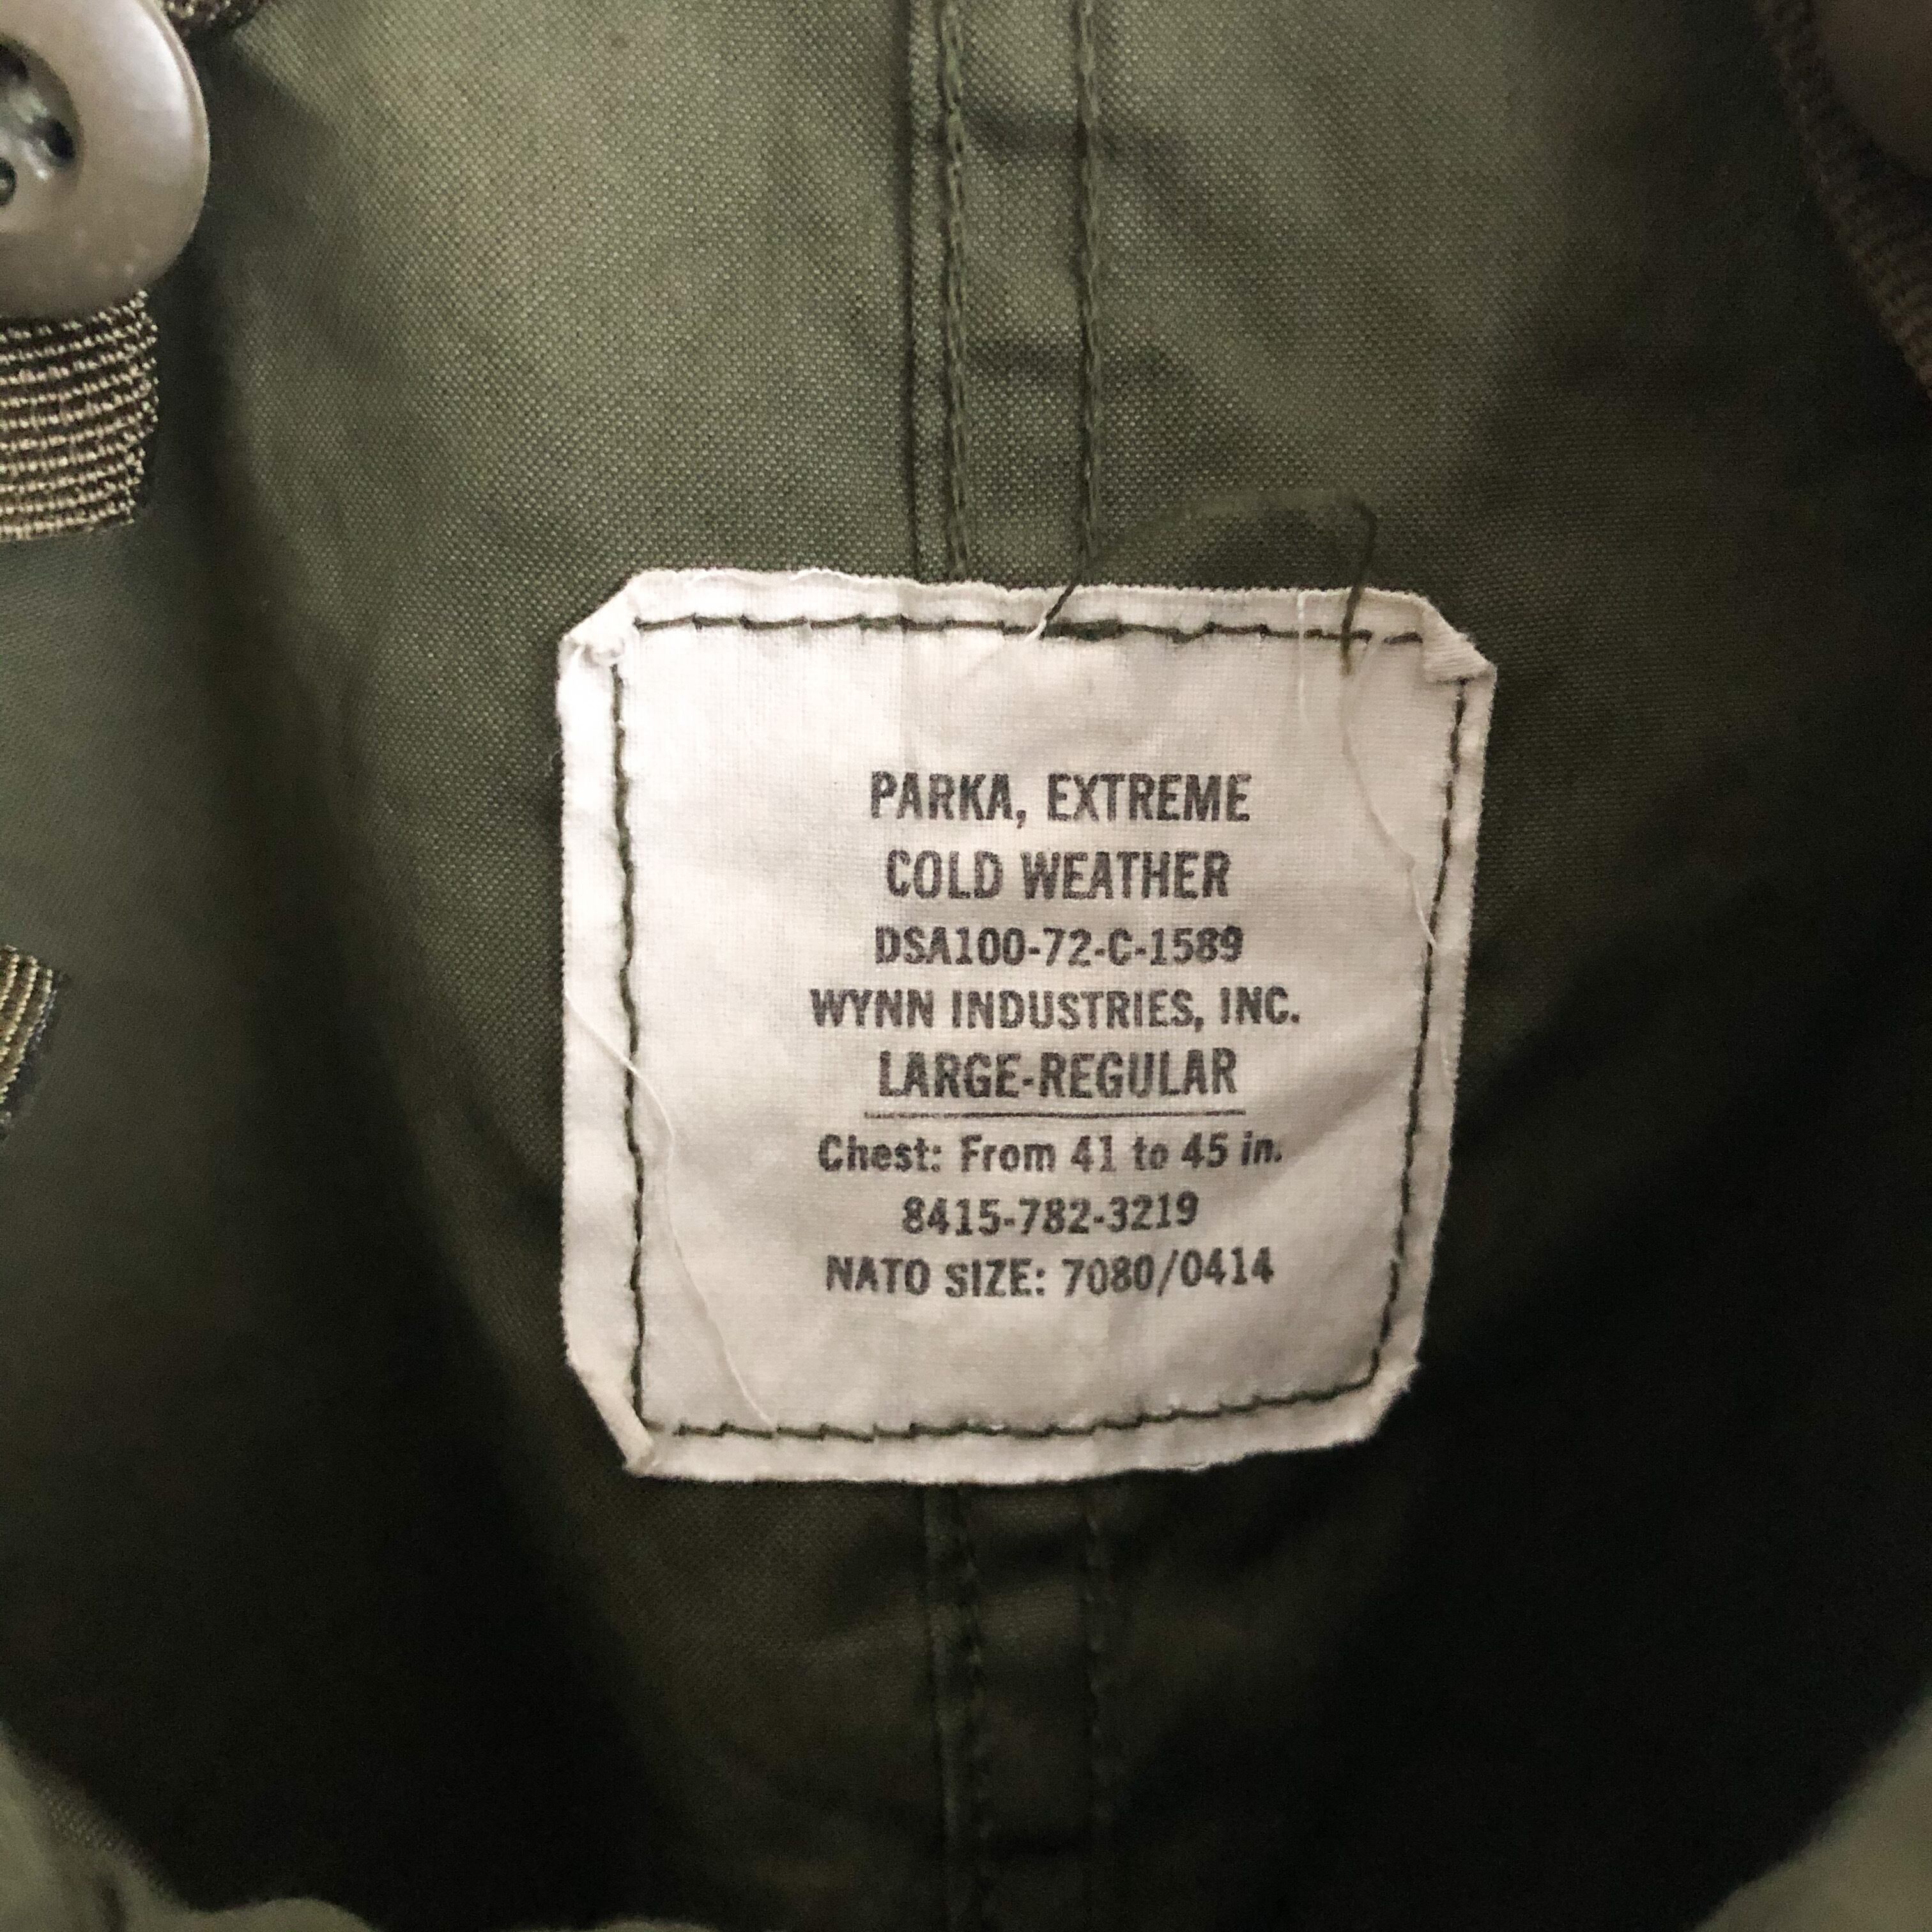 PARKA, EXTREME
COLD WEATHER
DSA100-72-C-1589
WYNN INDUSTRIES, INC.
LARGE-REGULAR
Chest: From 41 to 45 in.
8415-782-3219
NATO SIZE: 7080/0414